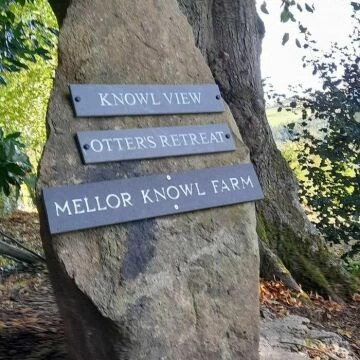 KNOWL VIEW
OTTER'S RETREAT
MELLOR KNOWL FARM